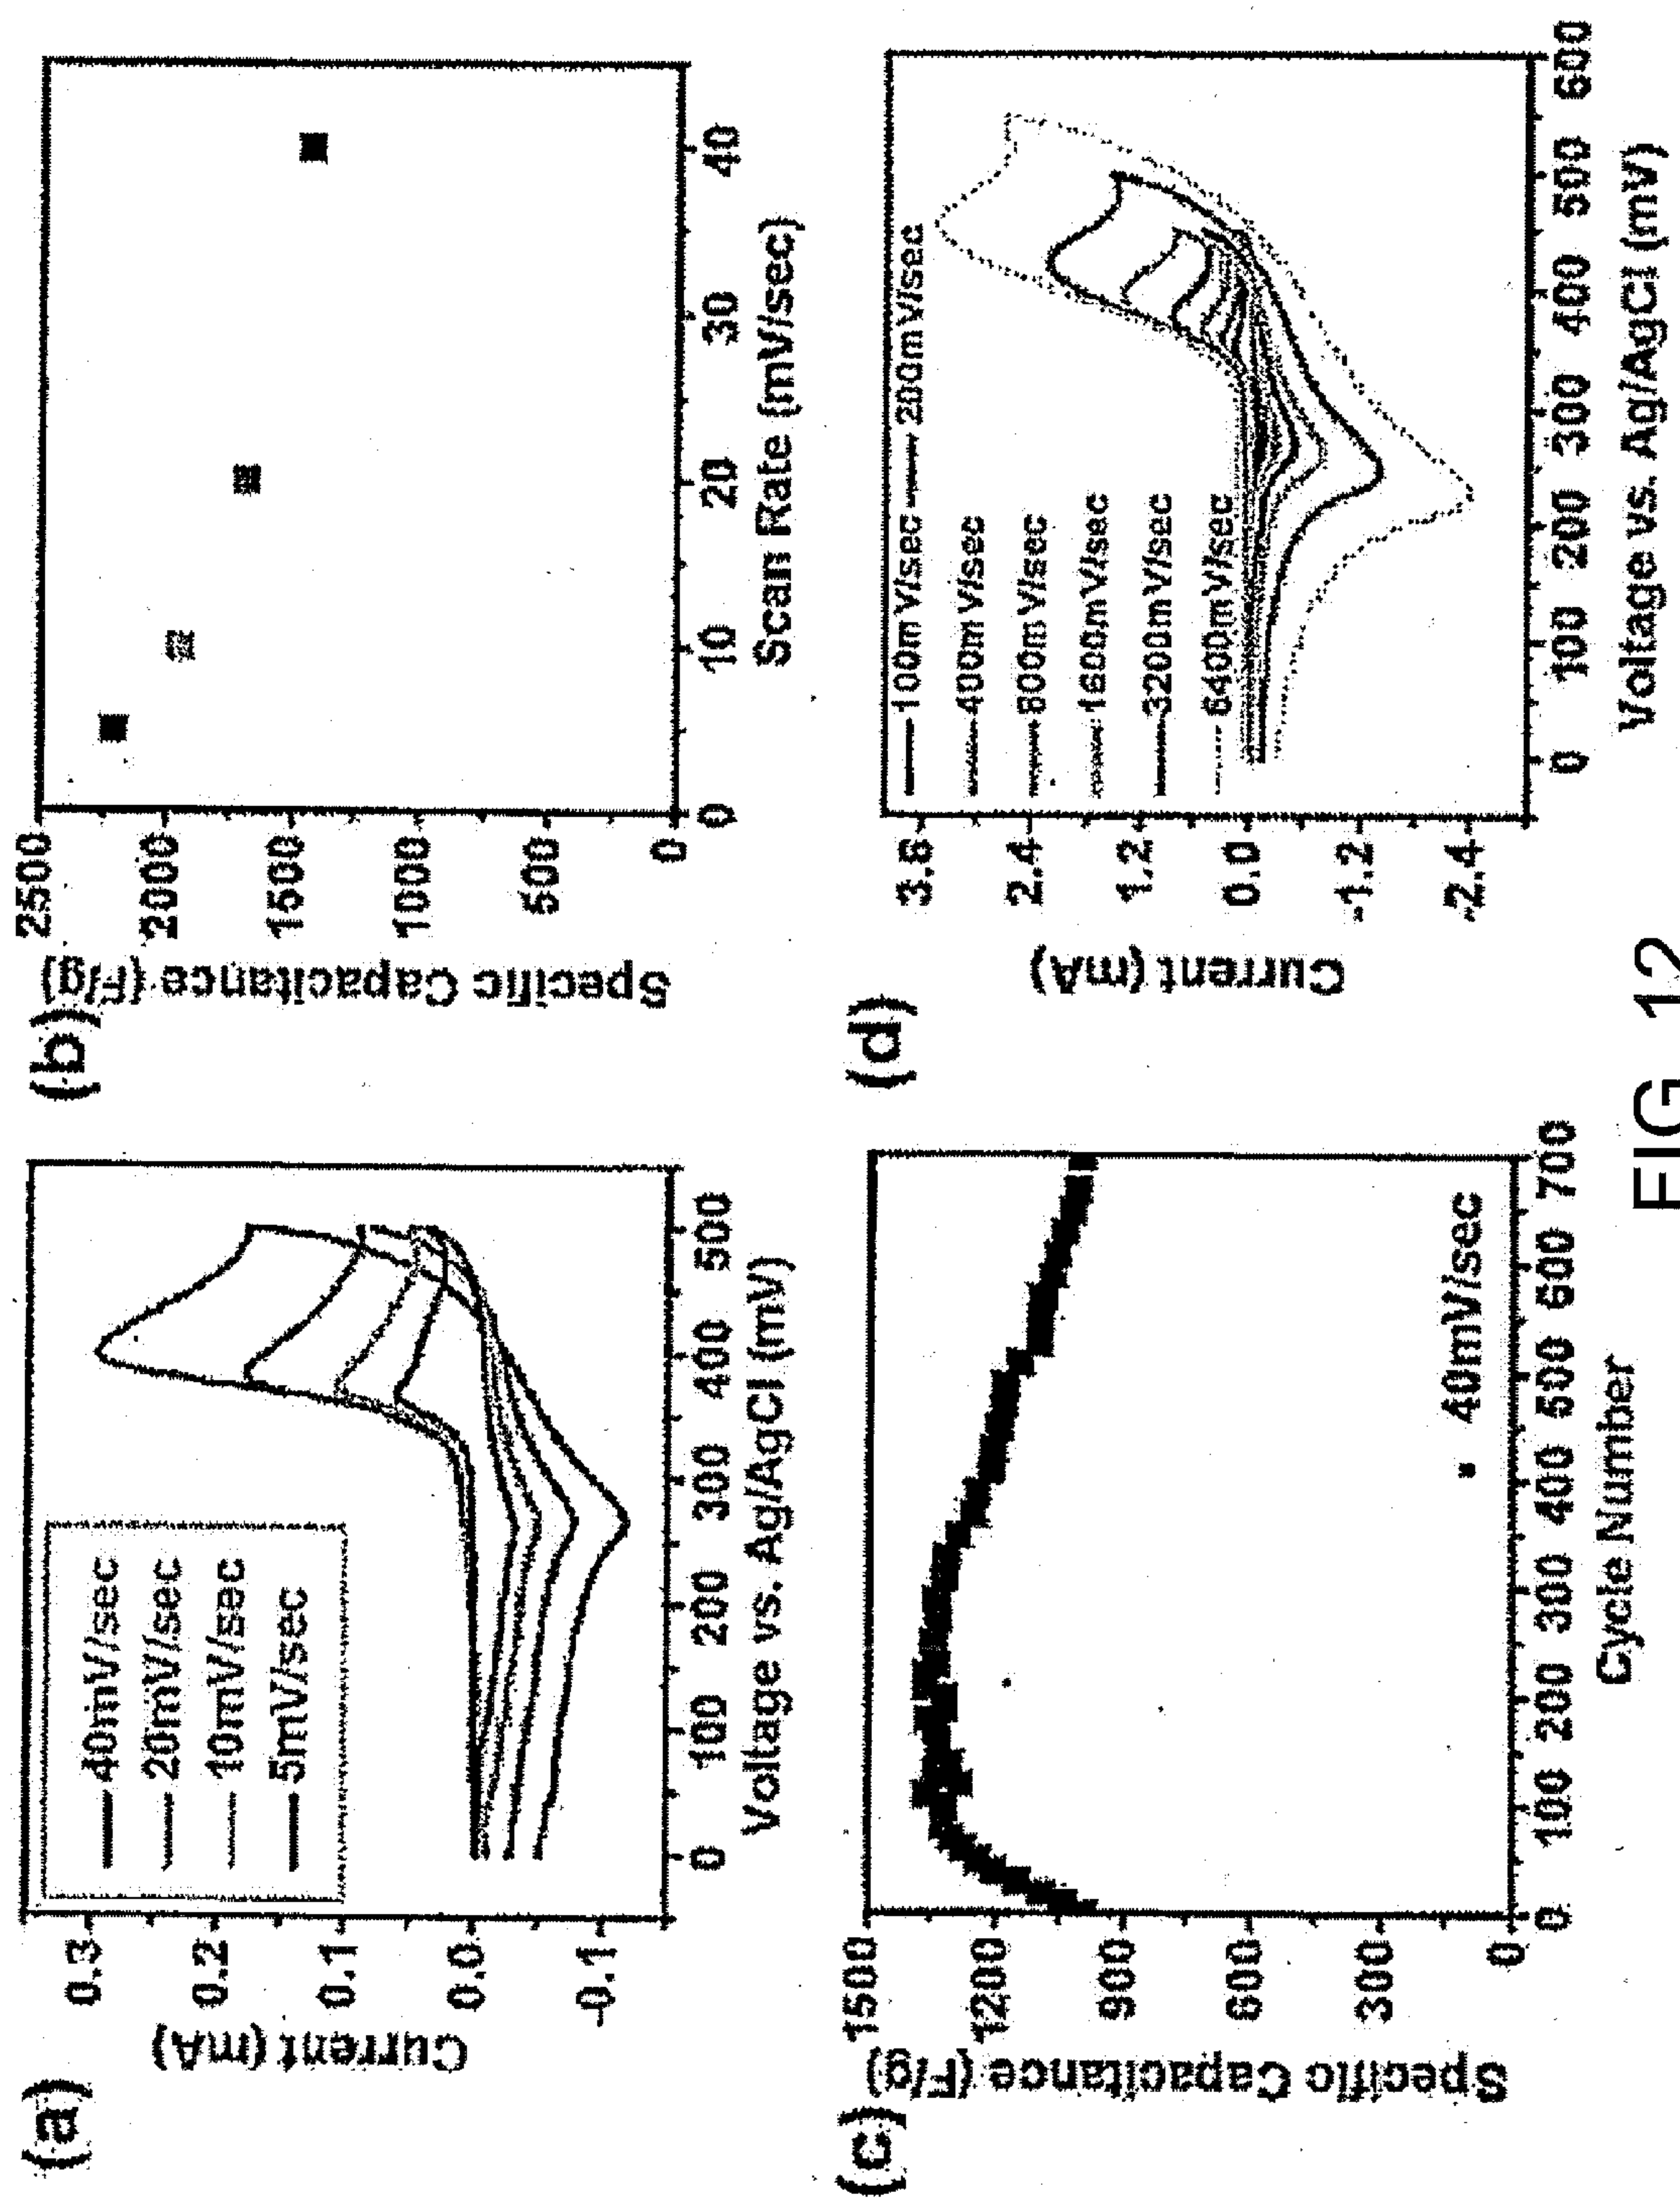 (a)
Current (mA)
0.3
0.2
0.1
0.0
-0.1
40mV/sec
20mV/sec
10mV/sec
5mV/sec
0 100 200 300 400 500
Voltage vs. Ag/AgCl (mV)
(b)
Specific Capacitance (F/g)
2500
2000
1500
1000
500
0
0 10 20 30 40
Scan Rate (mV/sec)
(c)
Specific Capacitance (F/g)
1500
1200
900
600
300
0
40mV/sec
0 100 200 300 400 500 600 700
Cycle Number
(d)
Current (mA)
3.6
2.4
1.2
0.0
-1.2
-2.4
100mV/sec 200mV/sec
400mV/sec
800mV/sec
1600mV/sec
3200mV/sec
6400mV/sec
0 100 200 300 400 500 600
Voltage vs. Ag/AgCl (mV)
FIG. 12